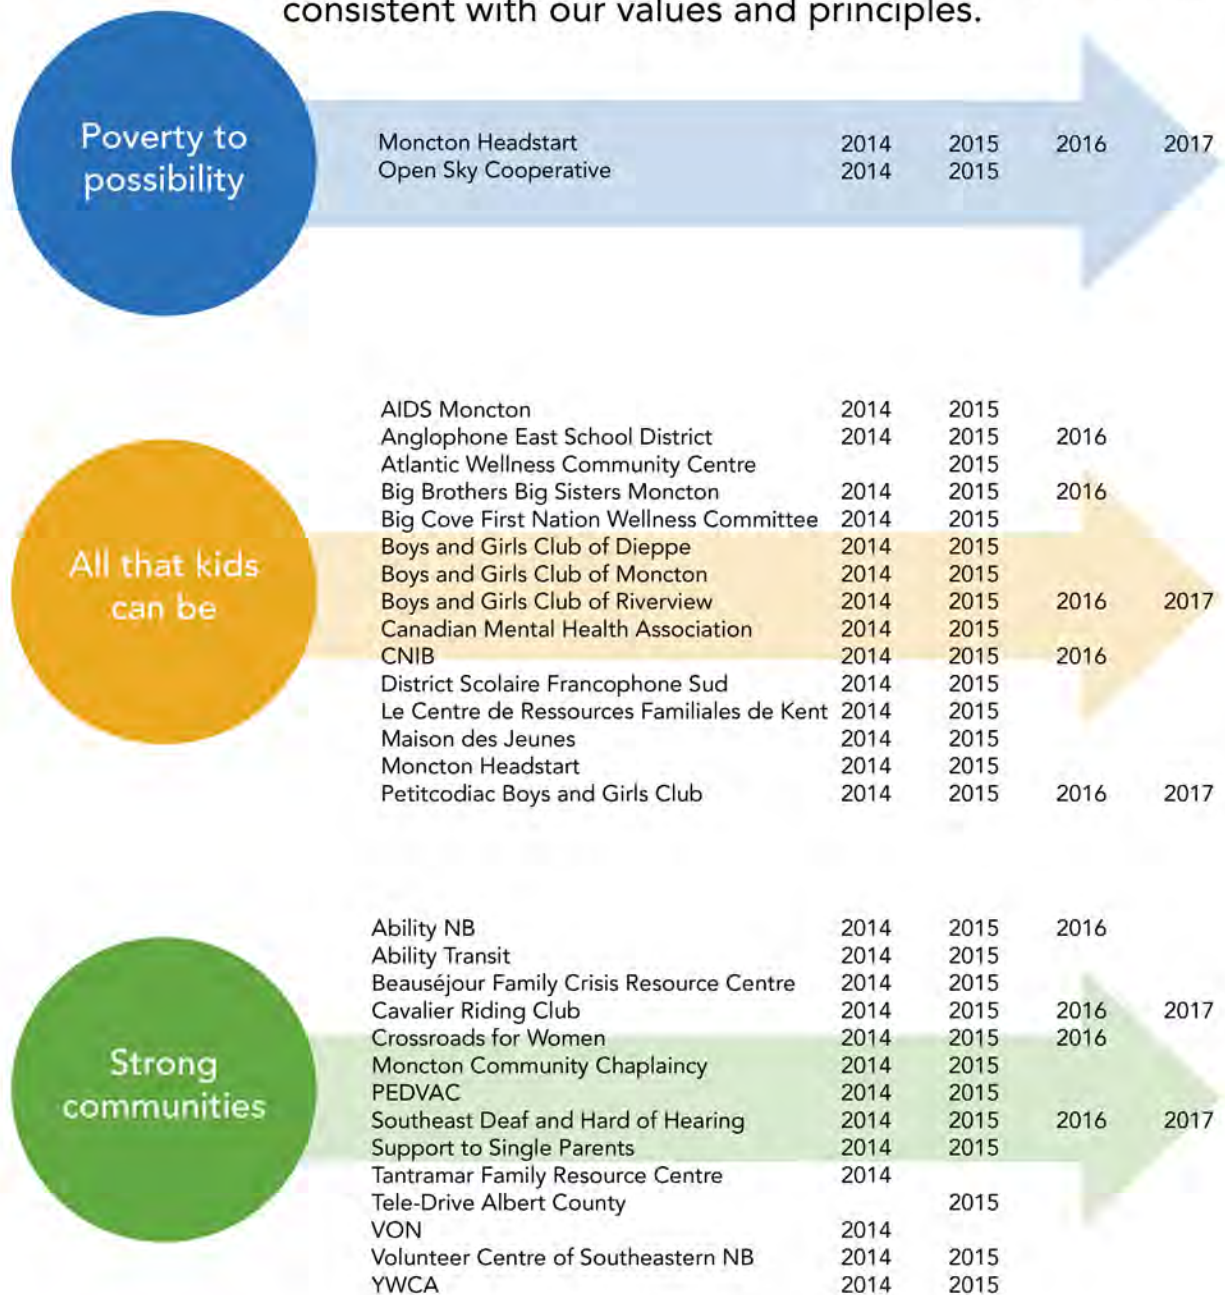 consistent with our values and principles.
Poverty to
possibility
Moncton Headstart 2014 2015 2016 2017
Open Sky Cooperative 2014 2015
All that kids
can be
AIDS Moncton 2014 2015
Anglophone East School District 2014 2015 2016
Atlantic Wellness Community Centre 2015
Big Brothers Big Sisters Moncton 2014 2015 2016
Big Cove First Nation Wellness Committee 2014 2015
Boys and Girls Club of Dieppe 2014 2015
Boys and Girls Club of Moncton 2014 2015
Boys and Girls Club of Riverview 2014 2015 2016 2017
Canadian Mental Health Association 2014 2015
CNIB 2014 2015 2016
District Scolaire Francophone Sud 2014 2015
Le Centre de Ressources Familiales de Kent 2014 2015
Maison des Jeunes 2014 2015
Moncton Headstart 2014 2015
Petitcodiac Boys and Girls Club 2014 2015 2016 2017
Strong
communities
Ability NB 2014 2015 2016
Ability Transit 2014 2015
Beauséjour Family Crisis Resource Centre 2014 2015
Cavalier Riding Club 2014 2015 2016 2017
Crossroads for Women 2014 2015 2016
Moncton Community Chaplaincy 2014 2015
PEDVAC 2014 2015
Southeast Deaf and Hard of Hearing 2014 2015 2016 2017
Support to Single Parents 2014 2015
Tantramar Family Resource Centre 2014
Tele-Drive Albert County 2015
VON 2014
Volunteer Centre of Southeastern NB 2014 2015
YWCA 2014 2015